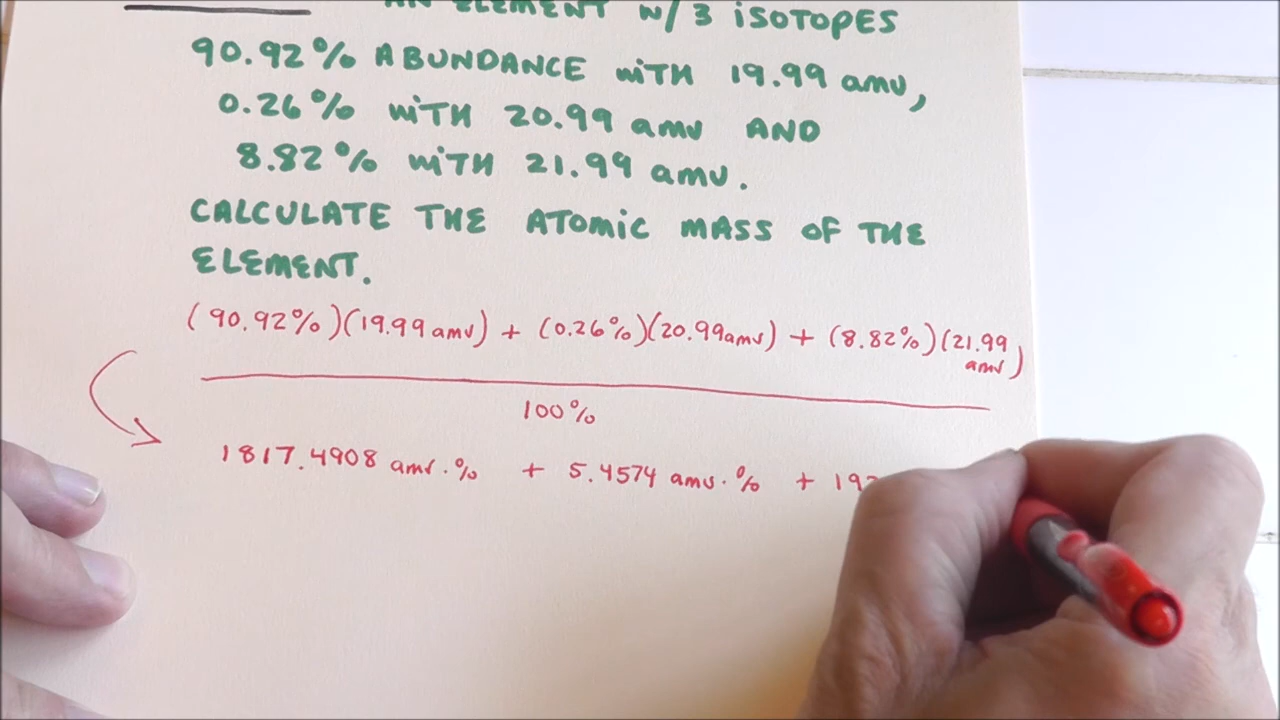 AN ELEMENT w/ 3 ISOTOPES
90.92% ABUNDANCE WITH 19.99 amu,
0.26% WITH 20.99 amu AND
8.82% WITH 21.99 amu.
CALCULATE THE ATOMIC MASS OF THE
ELEMENT.
(90.92%)(19.99 amu) + (0.26%)(20.99 amu) + (8.82%)(21.99
amu)
100%
1817.4908 amu·% + 5.4574 amu·% +